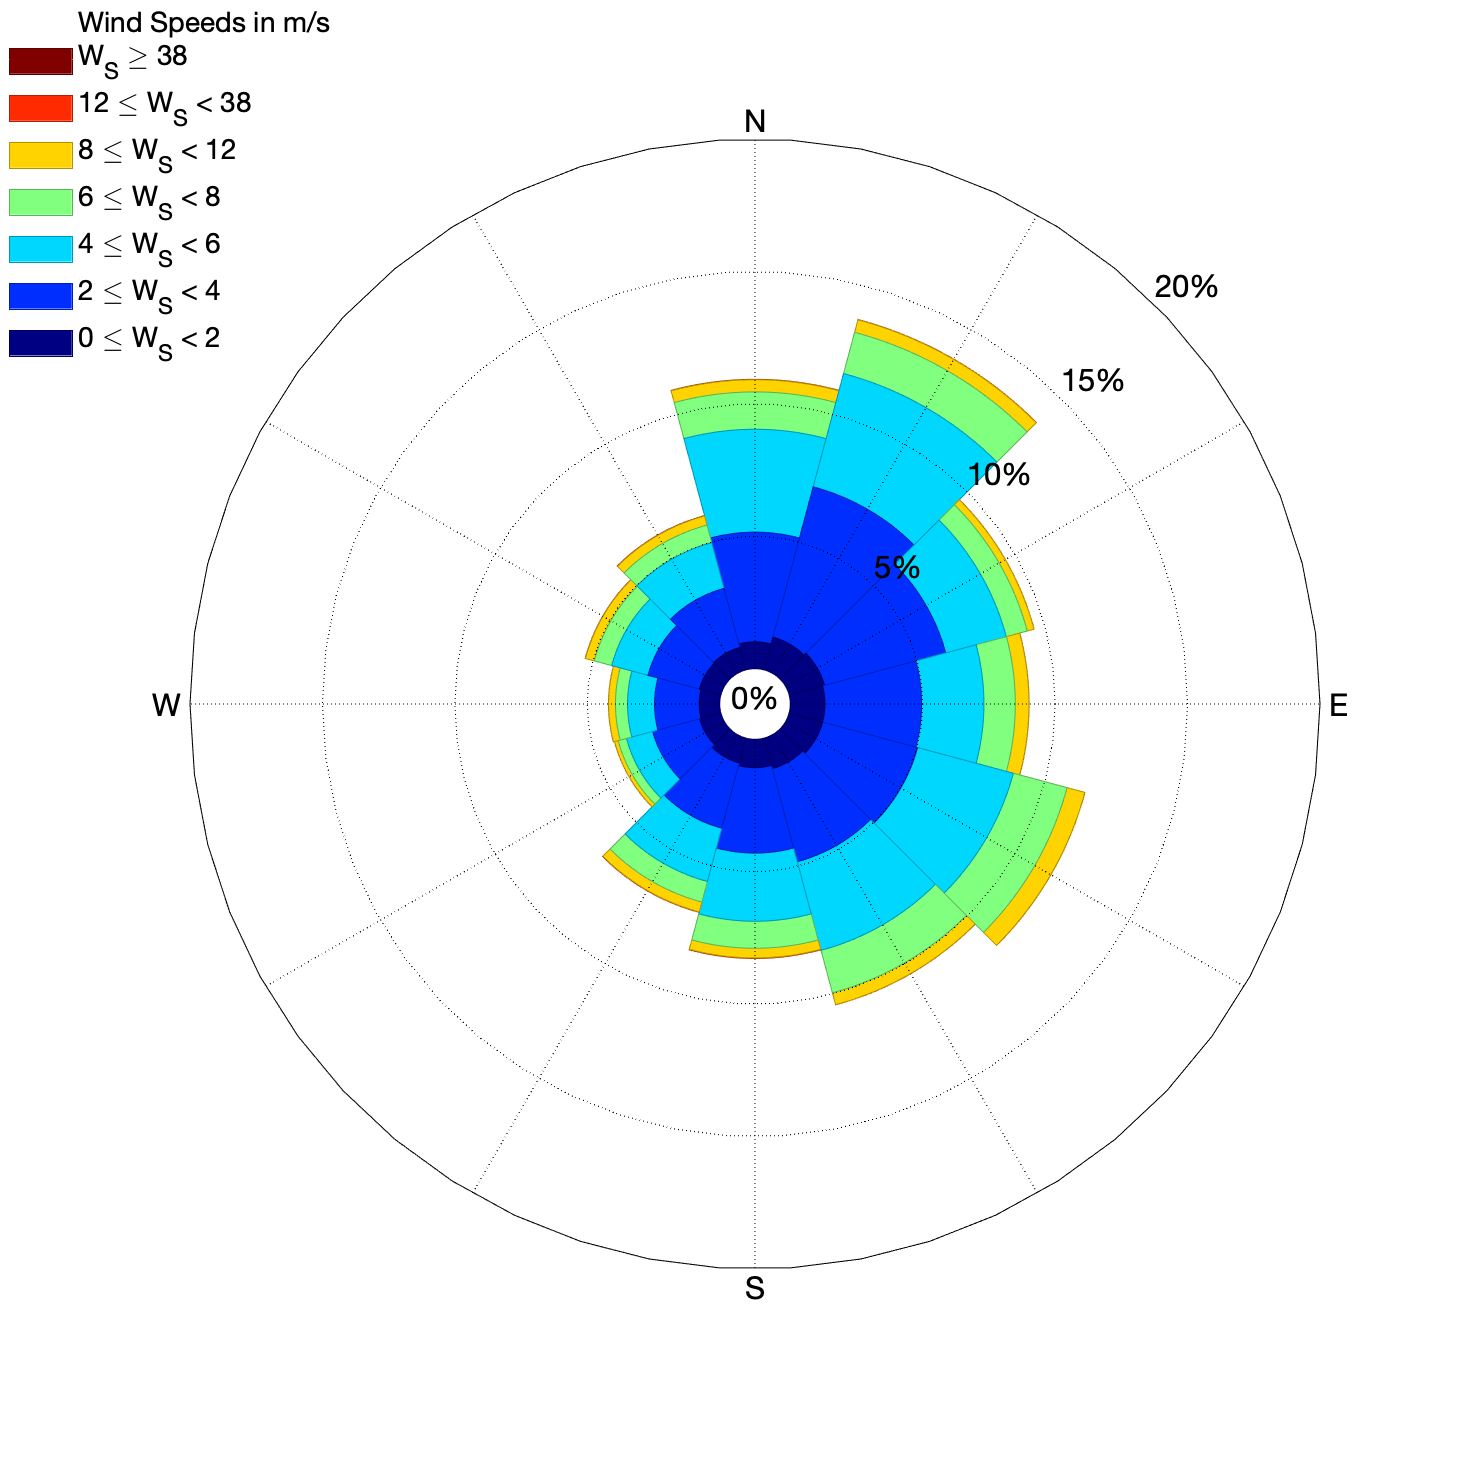 Wind Speeds in m/s
W_S ≥ 38
12 ≤ W_S < 38
8 ≤ W_S < 12
6 ≤ W_S < 8
4 ≤ W_S < 6
2 ≤ W_S < 4
0 ≤ W_S < 2
N
20%
15%
10%
5%
0%
W
E
S